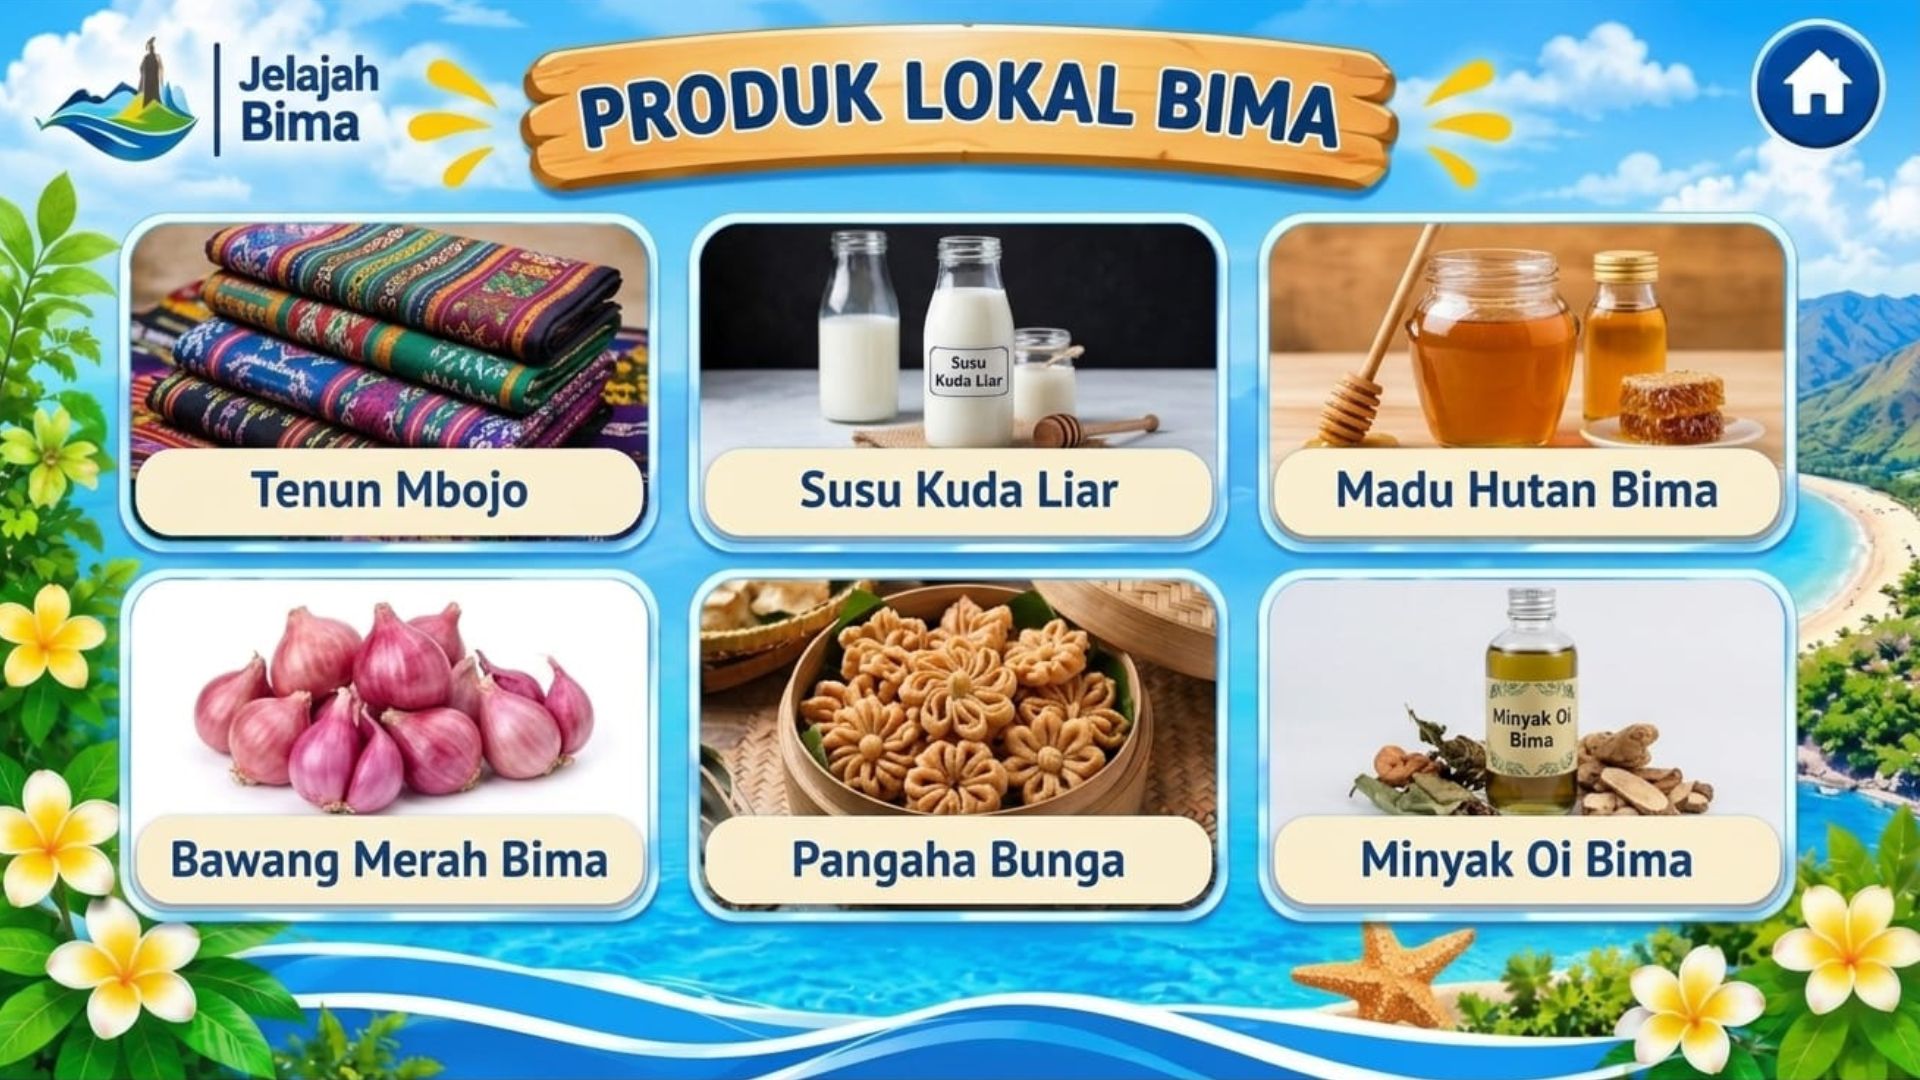 Jelajah
Bima
PRODUK LOKAL BIMA
Susu
Kuda Liar
Tenun Mbojo
Susu Kuda Liar
Madu Hutan Bima
Minyak Oi
Bima
Bawang Merah Bima
Pangaha Bunga
Minyak Oi Bima